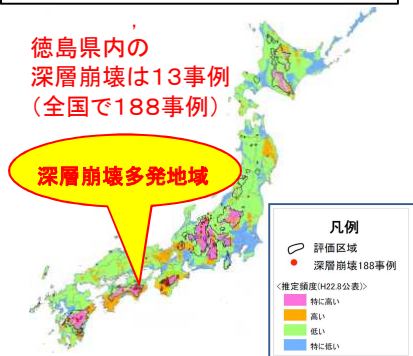 徳島県内の
深層崩壊は13事例
(全国で188事例)
深層崩壊多発地域
凡例
評価区域
深層崩壊188事例
<推定頻度(H22.8公表)>
特に高い
高い
低い
特に低い